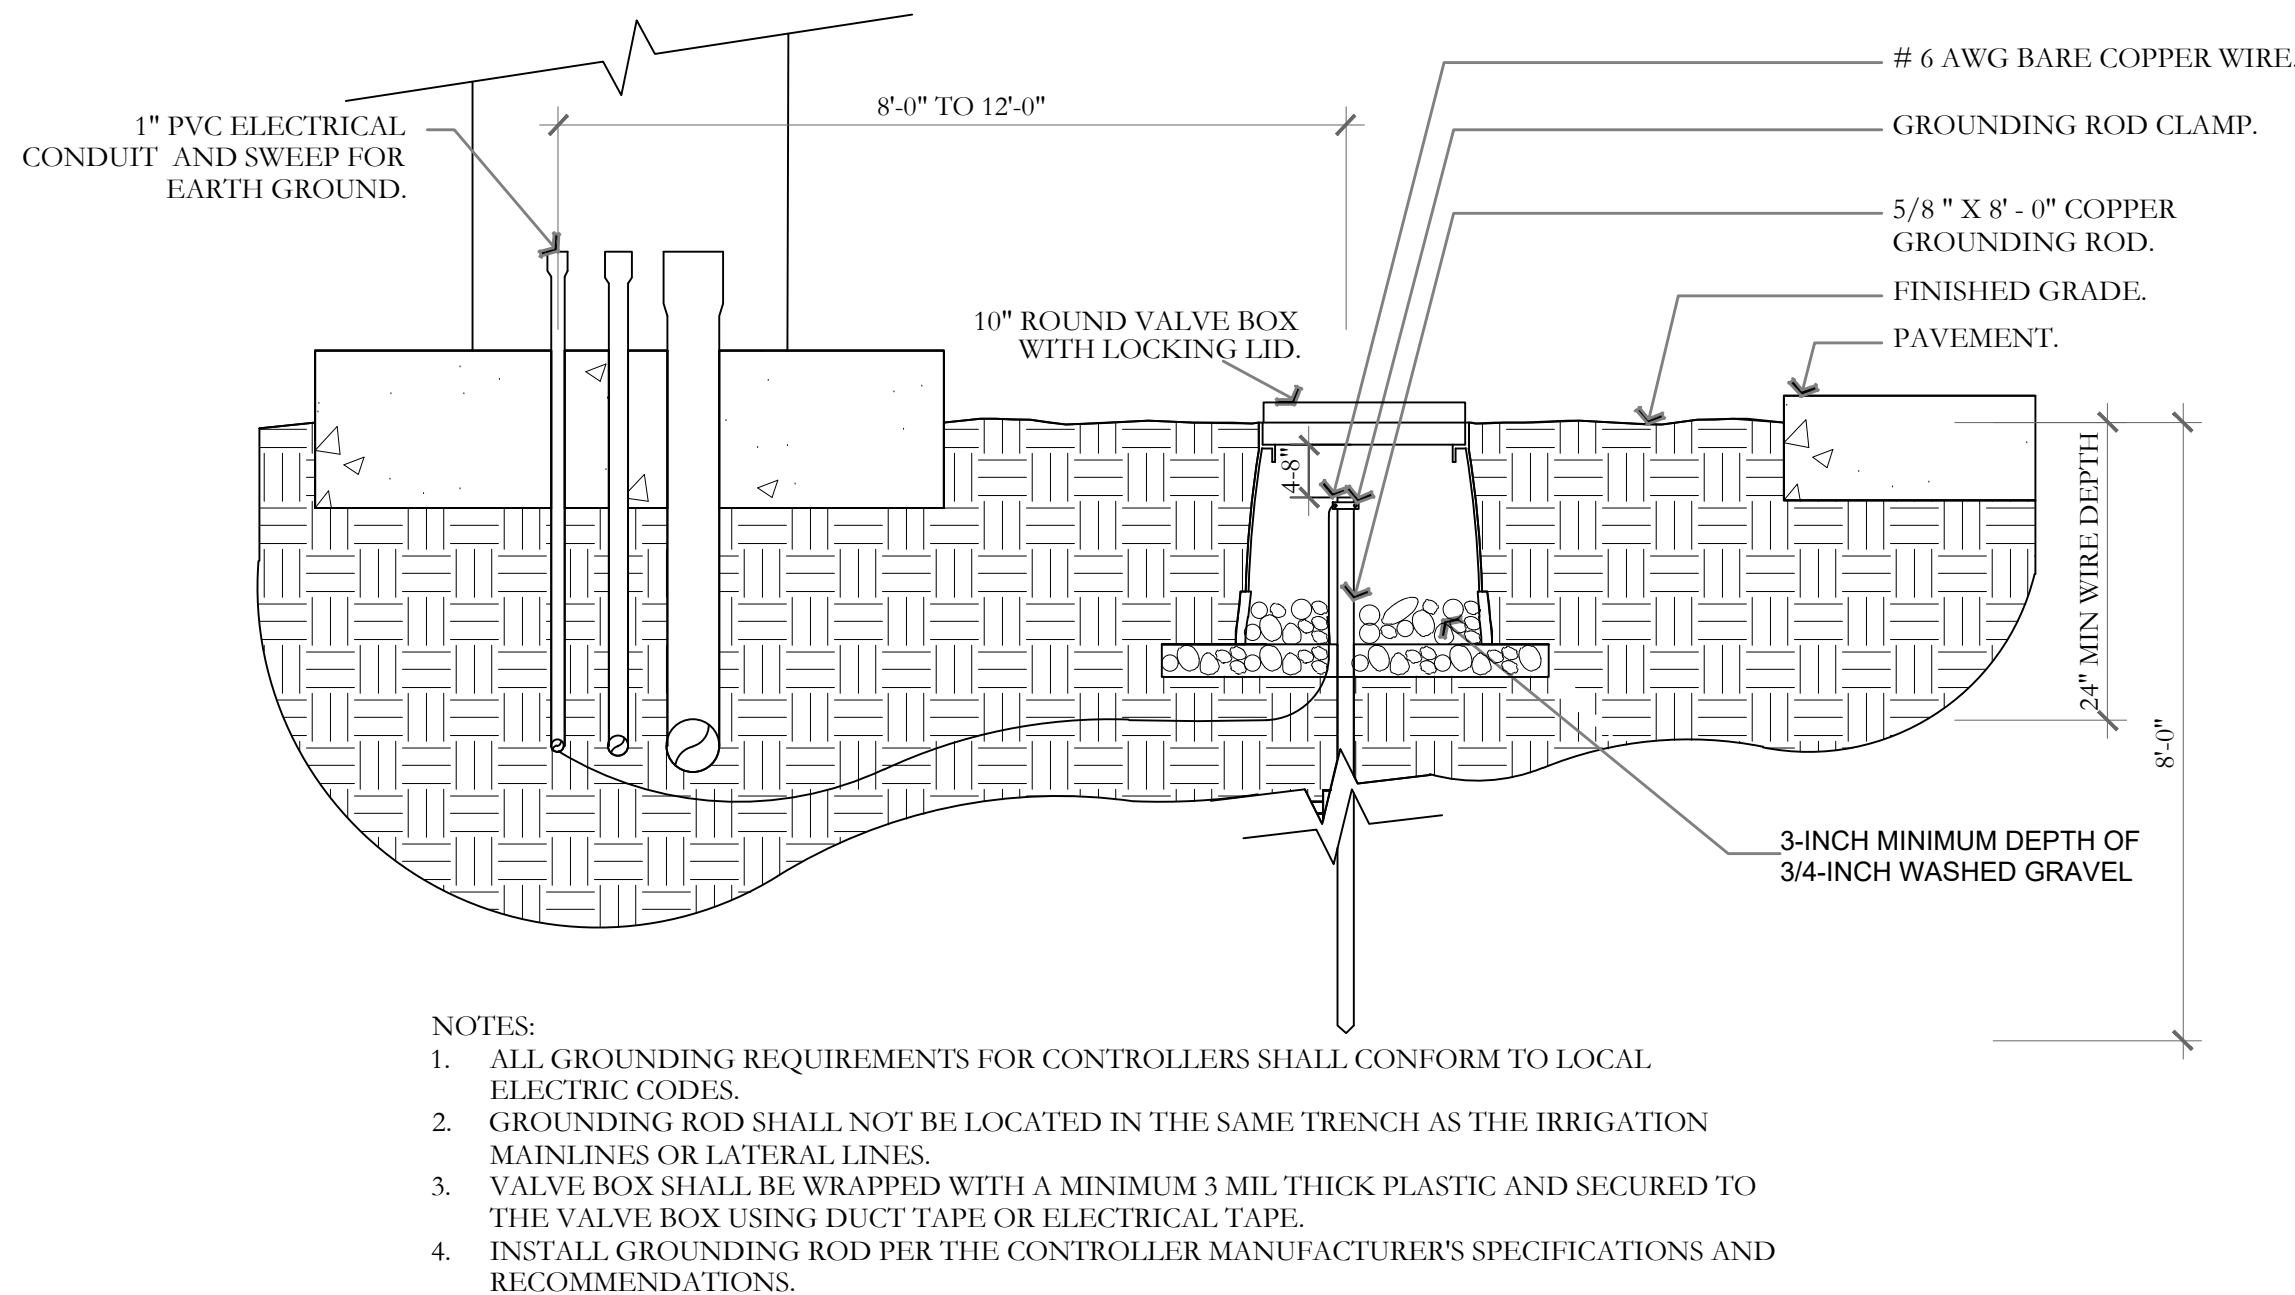 # 6 AWG BARE COPPER WIRE.
8'-0" TO 12'-0"
1" PVC ELECTRICAL
CONDUIT AND SWEEP FOR
EARTH GROUND.
GROUNDING ROD CLAMP.
5/8 " X 8' - 0" COPPER
GROUNDING ROD.
FINISHED GRADE.
10" ROUND VALVE BOX
WITH LOCKING LID.
PAVEMENT.
4-8"
24" MIN WIRE DEPTH
8'-0"
3-INCH MINIMUM DEPTH OF
3/4-INCH WASHED GRAVEL
NOTES:
1. ALL GROUNDING REQUIREMENTS FOR CONTROLLERS SHALL CONFORM TO LOCAL
ELECTRIC CODES.
2. GROUNDING ROD SHALL NOT BE LOCATED IN THE SAME TRENCH AS THE IRRIGATION
MAINLINES OR LATERAL LINES.
3. VALVE BOX SHALL BE WRAPPED WITH A MINIMUM 3 MIL THICK PLASTIC AND SECURED TO
THE VALVE BOX USING DUCT TAPE OR ELECTRICAL TAPE.
4. INSTALL GROUNDING ROD PER THE CONTROLLER MANUFACTURER'S SPECIFICATIONS AND
RECOMMENDATIONS.